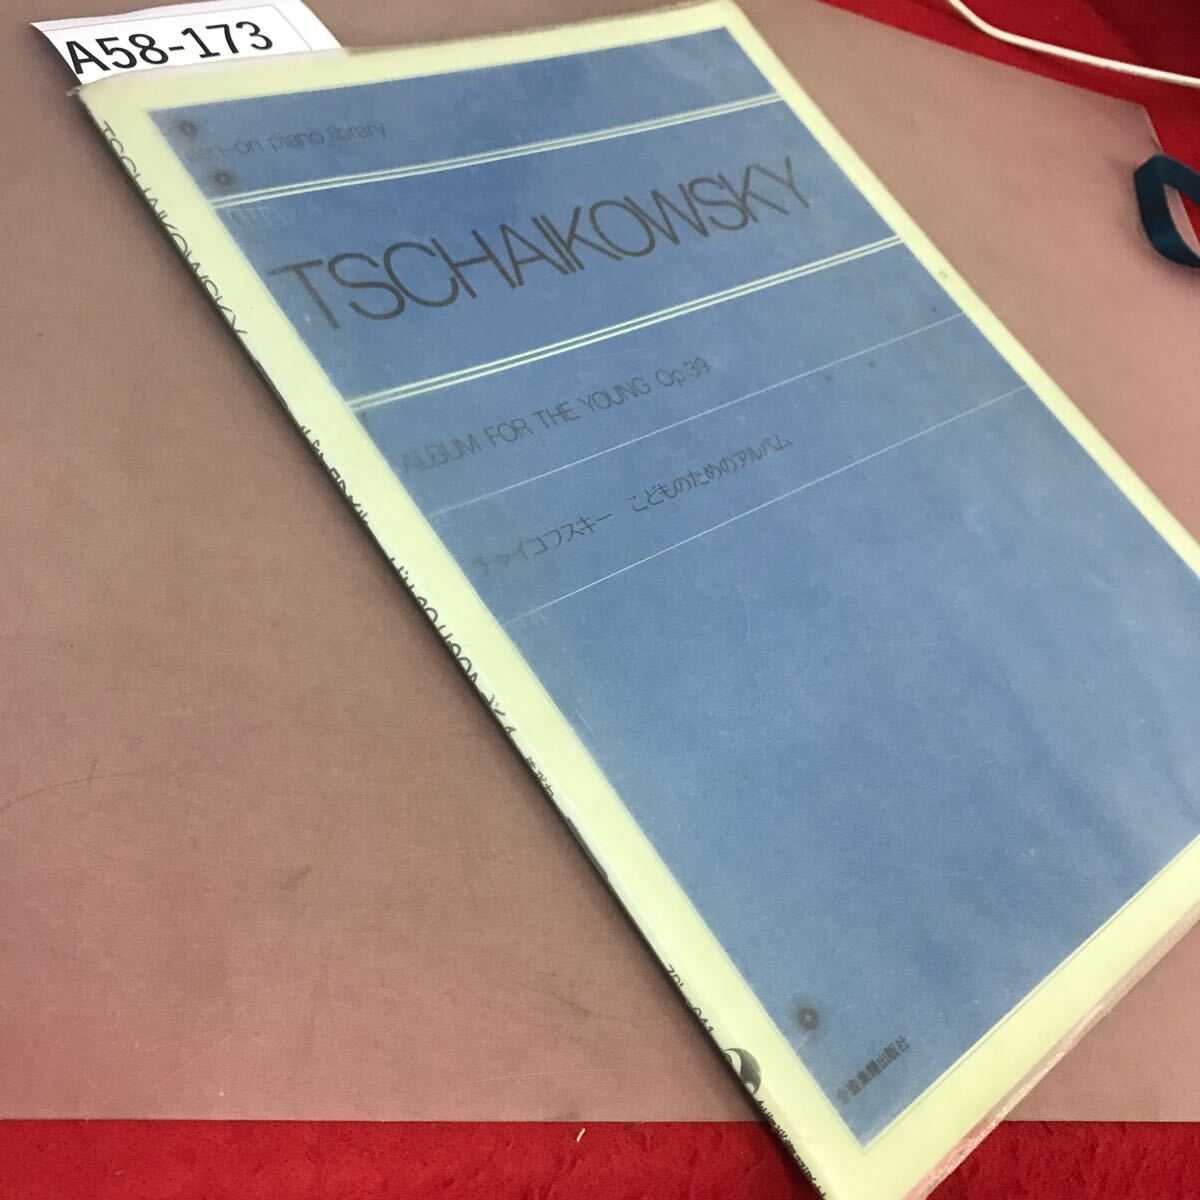 A58-173
zen-on piano library
TSCHAIKOWSKY
ALBUM FOR THE YOUNG Op 39
チャイコフスキー こどものためのアルバム
全音楽譜出版社
TSCHAIKOWSKY